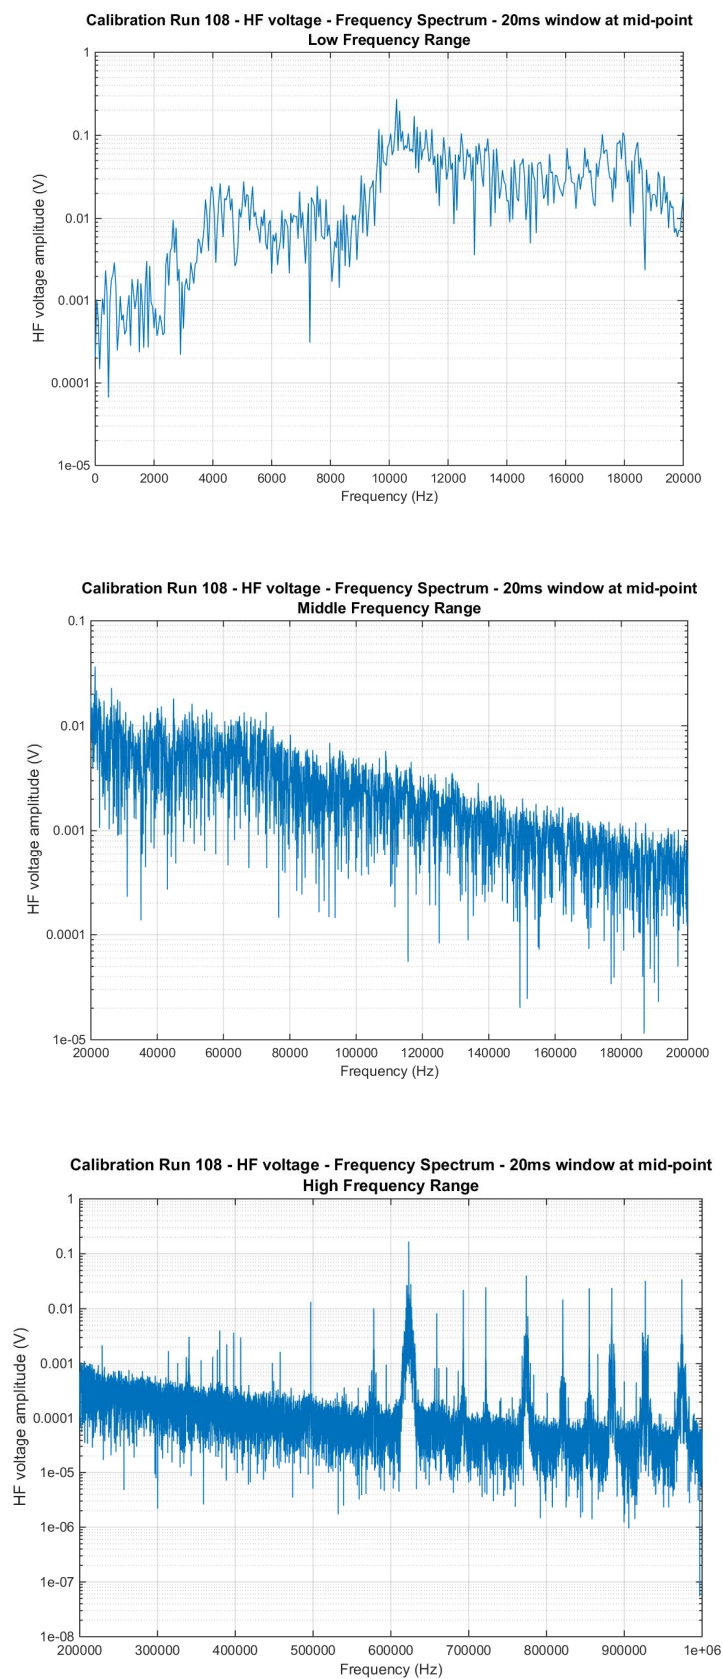 Calibration Run 108 - HF voltage - Frequency Spectrum - 20ms window at mid-point
Low Frequency Range
1
0.1
0.01
0.001
0.0001
1e-05
HF voltage amplitude (V)
0 2000 4000 6000 8000 10000 12000 14000 16000 18000 20000
Frequency (Hz)
Calibration Run 108 - HF voltage - Frequency Spectrum - 20ms window at mid-point
Middle Frequency Range
0.1
0.01
0.001
0.0001
1e-05
HF voltage amplitude (V)
20000 40000 60000 80000 100000 120000 140000 160000 180000 200000
Frequency (Hz)
Calibration Run 108 - HF voltage - Frequency Spectrum - 20ms window at mid-point
High Frequency Range
1
0.1
0.01
0.001
0.0001
1e-05
1e-06
1e-07
1e-08
HF voltage amplitude (V)
200000 300000 400000 500000 600000 700000 800000 900000 1e+06
Frequency (Hz)